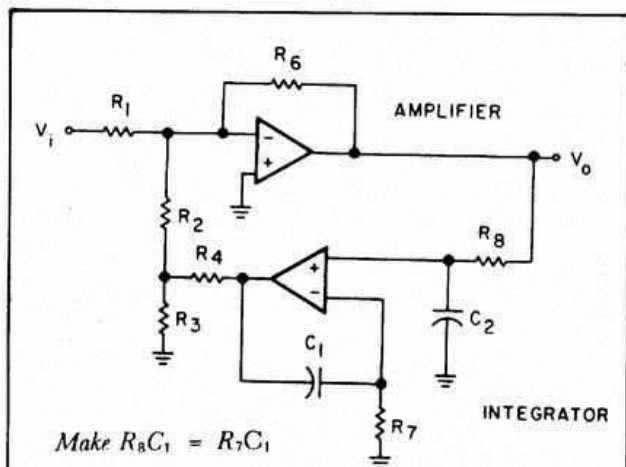 R6
R1
AMPLIFIER
Vi
−
+
Vo
R2
R8
R4
+
−
R3
C1
C2
R7
INTEGRATOR
Make R8C1 = R7C1